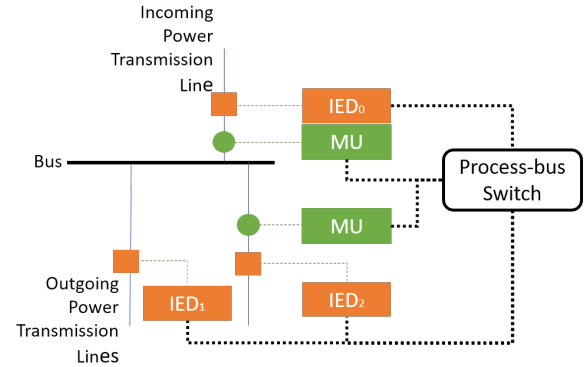 Incoming
Power
Transmission
Line
IED₀
MU
Bus
Process-bus
Switch
MU
Outgoing
Power
Transmission
Lines
IED₁
IED₂